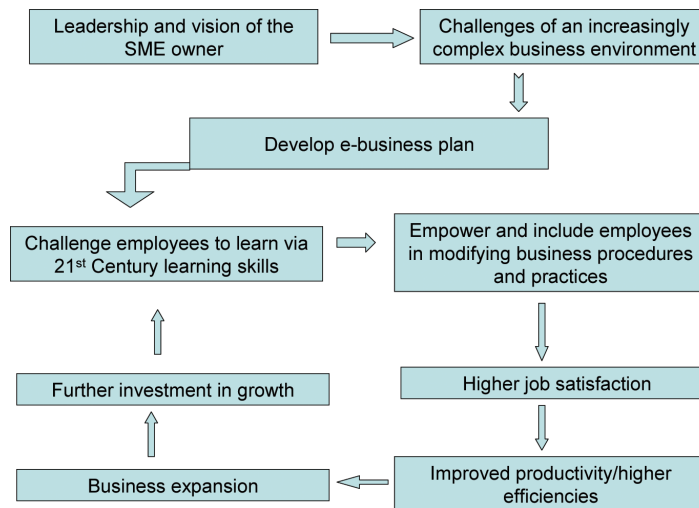 Leadership and vision of the
SME owner
Challenges of an increasingly
complex business environment
Develop e-business plan
Challenge employees to learn via
21st Century learning skills
Empower and include employees
in modifying business procedures
and practices
Further investment in growth
Higher job satisfaction
Business expansion
Improved productivity/higher
efficiencies